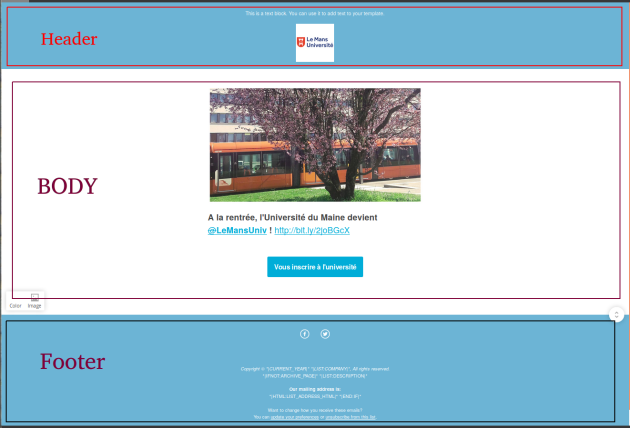 This is a text block. You can use it to add text to your template.
Header
Le Mans
Université
BODY
A la rentrée, l'Université du Maine devient
@LeMansUniv ! http://bit.ly/2joBGcX
Vous inscrire à l'université
Color Image
Footer
Copyright © *|CURRENT_YEAR|* *|LIST:COMPANY|*, All rights reserved.
*|IFNOT:ARCHIVE_PAGE|* *|LIST:DESCRIPTION|*
Our mailing address is:
*|HTML:LIST_ADDRESS_HTML|* *|END:IF|*
Want to change how you receive these emails?
You can update your preferences or unsubscribe from this list.